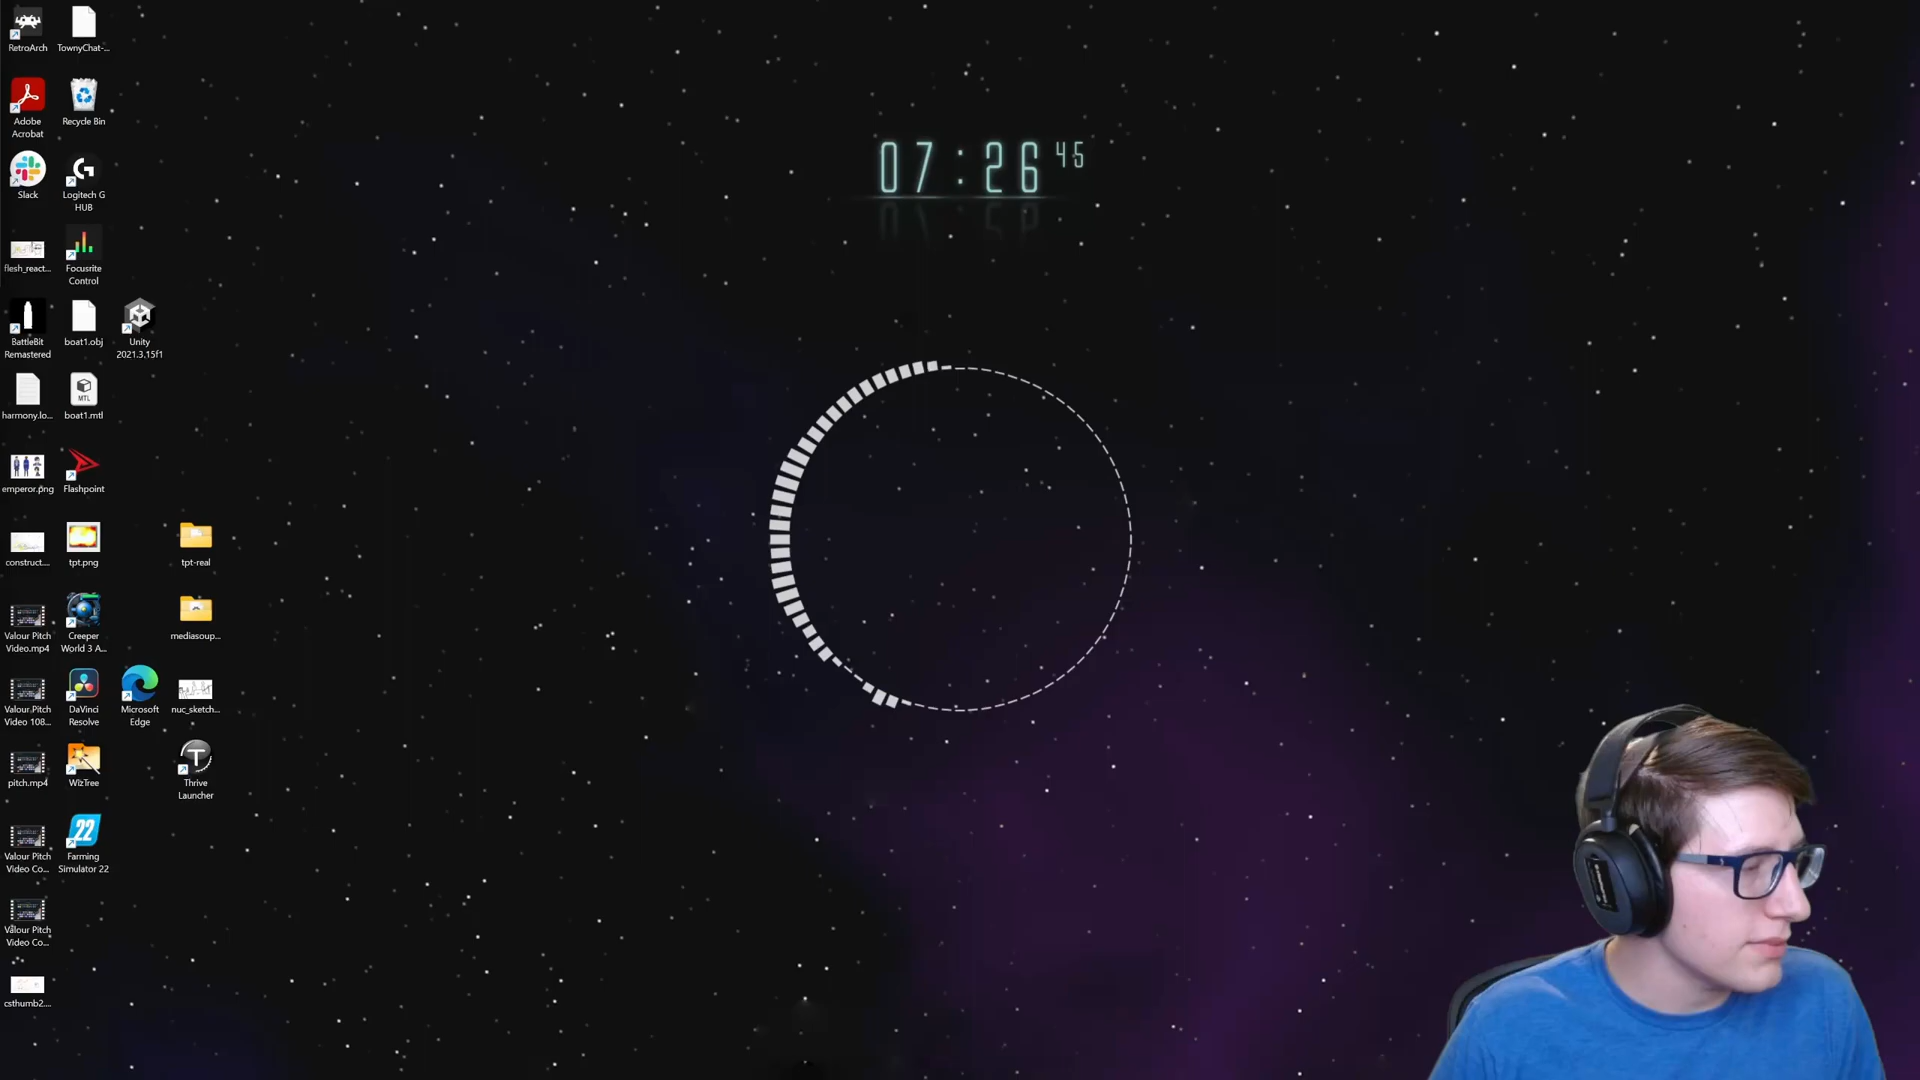 07:26 45
RetroArch
TownyChat-...
Adobe
Acrobat
Recycle Bin
Slack
Logitech G
HUB
flesh_react...
Focusrite
Control
BattleBit
Remastered
boat1.obj
Unity
2021.3.15f1
harmony.lo...
MTL
boat1.mtl
emperor.png
Flashpoint
construct....
tpt.png
tpt-real
Valour Pitch
Video.mp4
Creeper
World 3 A...
mediasoup...
Valour Pitch
Video 108...
DaVinci
Resolve
Microsoft
Edge
nuc_sketch...
pitch.mp4
WizTree
T
Thrive
Launcher
Valour Pitch
Video Co...
22
Farming
Simulator 22
Valour Pitch
Video Co...
csthumb2....